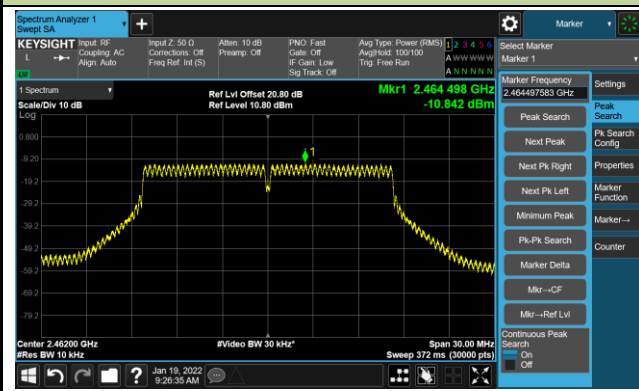 Spectrum Analyzer 1
Swept SA
+
Marker
KEYSIGHT
L
Input: RF
Coupling: AC
Align: Auto
Input Z: 50 Ω
Corrections: Off
Freq Ref: Int (S)
Atten: 10 dB
Preamp: Off
PNO: Fast
Gate: Off
IF Gain: Low
Sig Track: Off
Avg Type: Power (RMS)
Avg|Hold: 100/100
Trig: Free Run
1 2 3 4 5 6
A W W W W W
A N N N N N
Select Marker
Marker 1
1 Spectrum
Scale/Div 10 dB
Log
Ref Lvl Offset 20.80 dB
Ref Level 10.80 dBm
Mkr1 2.464 498 GHz
-10.842 dBm
0.800
-9.20
-19.2
-29.2
-39.2
-49.2
-59.2
-69.2
-79.2
1
Center 2.46200 GHz
#Res BW 10 kHz
#Video BW 30 kHz*
Span 30.00 MHz
Sweep 372 ms (30000 pts)
Marker Frequency
2.464497583 GHz
Peak Search
Next Peak
Next Pk Right
Next Pk Left
Minimum Peak
Pk-Pk Search
Marker Delta
Mkr→CF
Mkr→Ref Lvl
Continuous Peak
Search
On
Off
Settings
Peak
Search
Pk Search
Config
Properties
Marker
Function
Marker→
Counter
?
Jan 19, 2022
9:26:35 AM